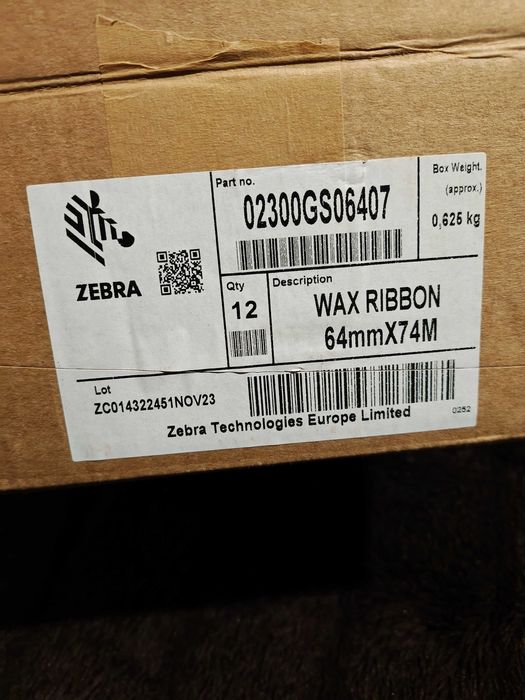 ZEBRA
Part no.
02300GS06407
Box Weight.
(approx.)
0,625 kg
Qty
12
Description
WAX RIBBON
64mmX74M
Lot
ZC014322451NOV23
Zebra Technologies Europe Limited
0252